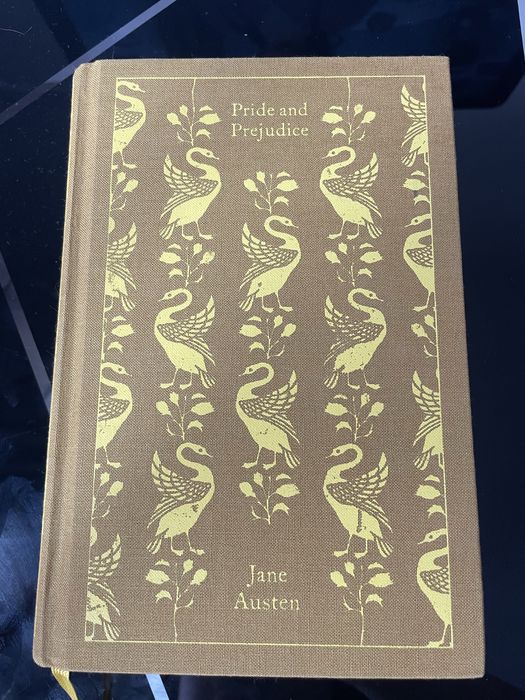 Pride and
Prejudice
Jane
Austen